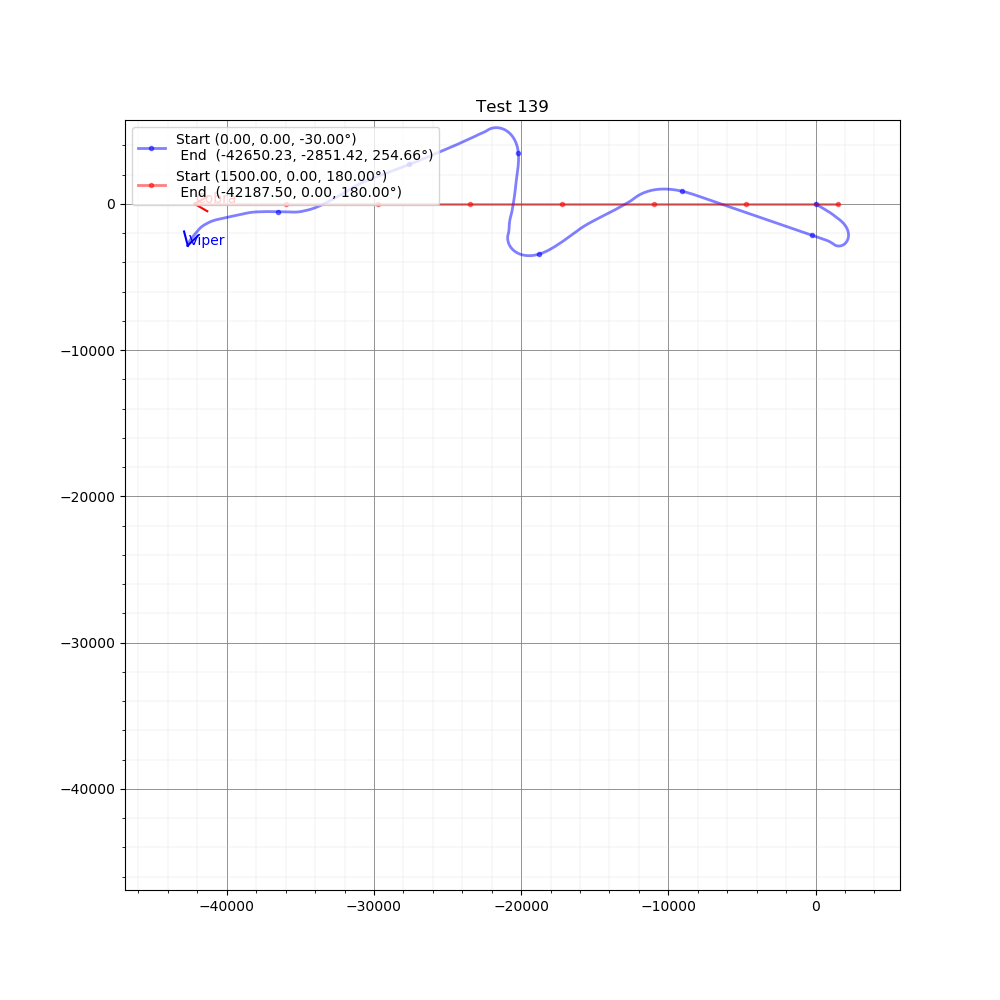 Test 139
Start (0.00, 0.00, -30.00°)
End (-42650.23, -2851.42, 254.66°)
Start (1500.00, 0.00, 180.00°)
End (-42187.50, 0.00, 180.00°)
Viper
0
−10000
−20000
−30000
−40000
−40000
−30000
−20000
−10000
0